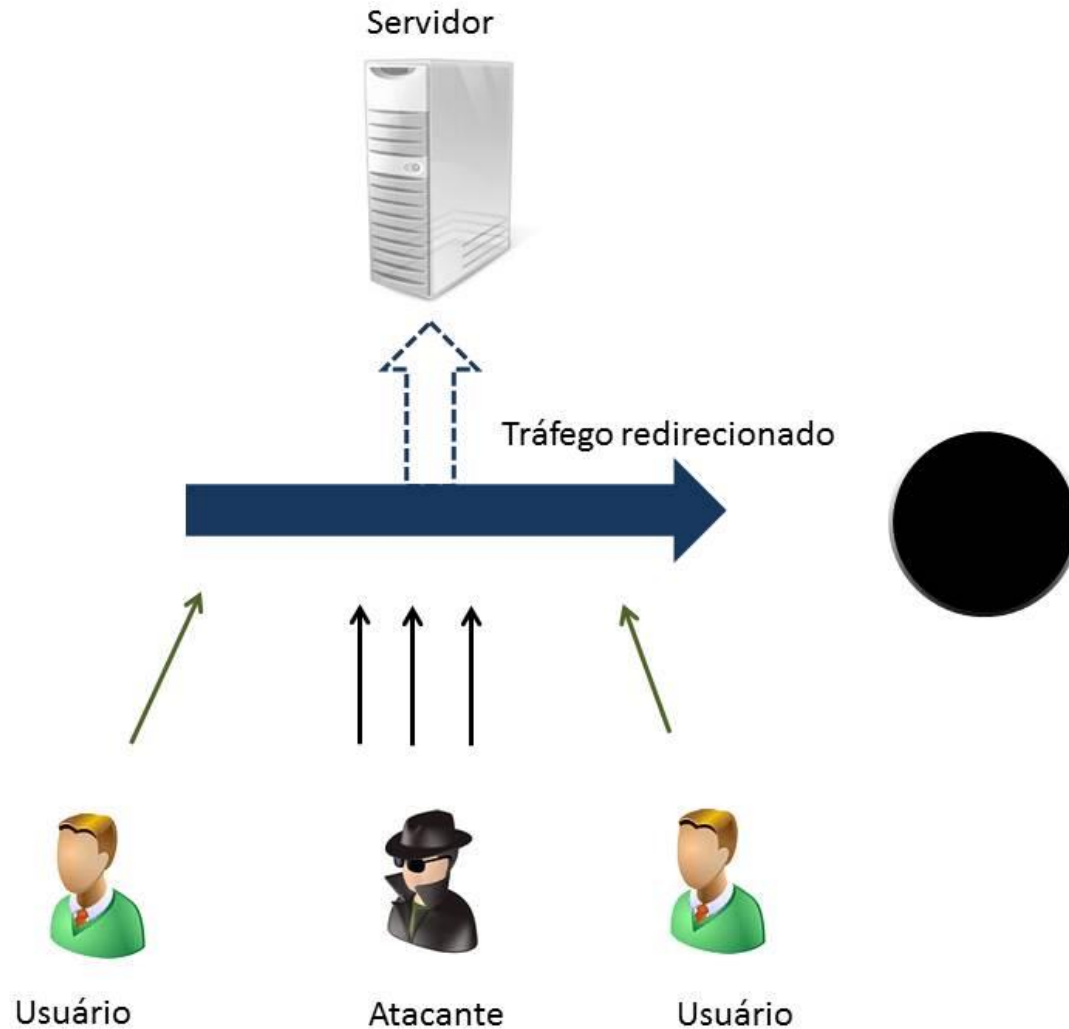 Servidor
Tráfego redirecionado
Usuário
Atacante
Usuário